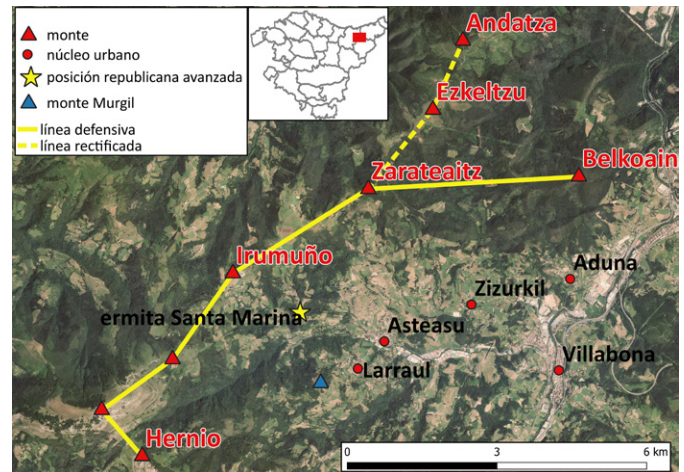 monte
núcleo urbano
posición republicana avanzada
monte Murgil
línea defensiva
línea rectificada
Andatza
Ezkeltzu
Zarateaitz
Belkoain
Irumuño
Aduna
Zizurkil
ermita Santa Marina
Asteasu
Larraul
Villabona
Hernio
0 3 6 km